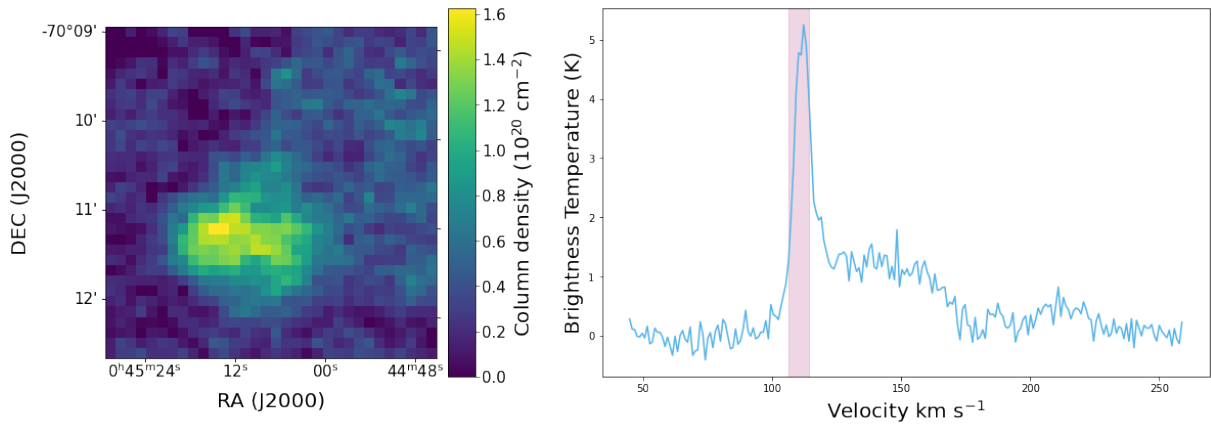 -70°09'
10'
11'
12'
DEC (J2000)
0ʰ45ᵐ24ˢ
12ˢ
00ˢ
44ᵐ48ˢ
RA (J2000)
1.6
1.4
1.2
1.0
0.8
0.6
0.4
0.2
0.0
Column density (10²⁰ cm⁻²)
5
4
3
2
1
0
Brightness Temperature (K)
50
100
150
200
250
Velocity km s⁻¹